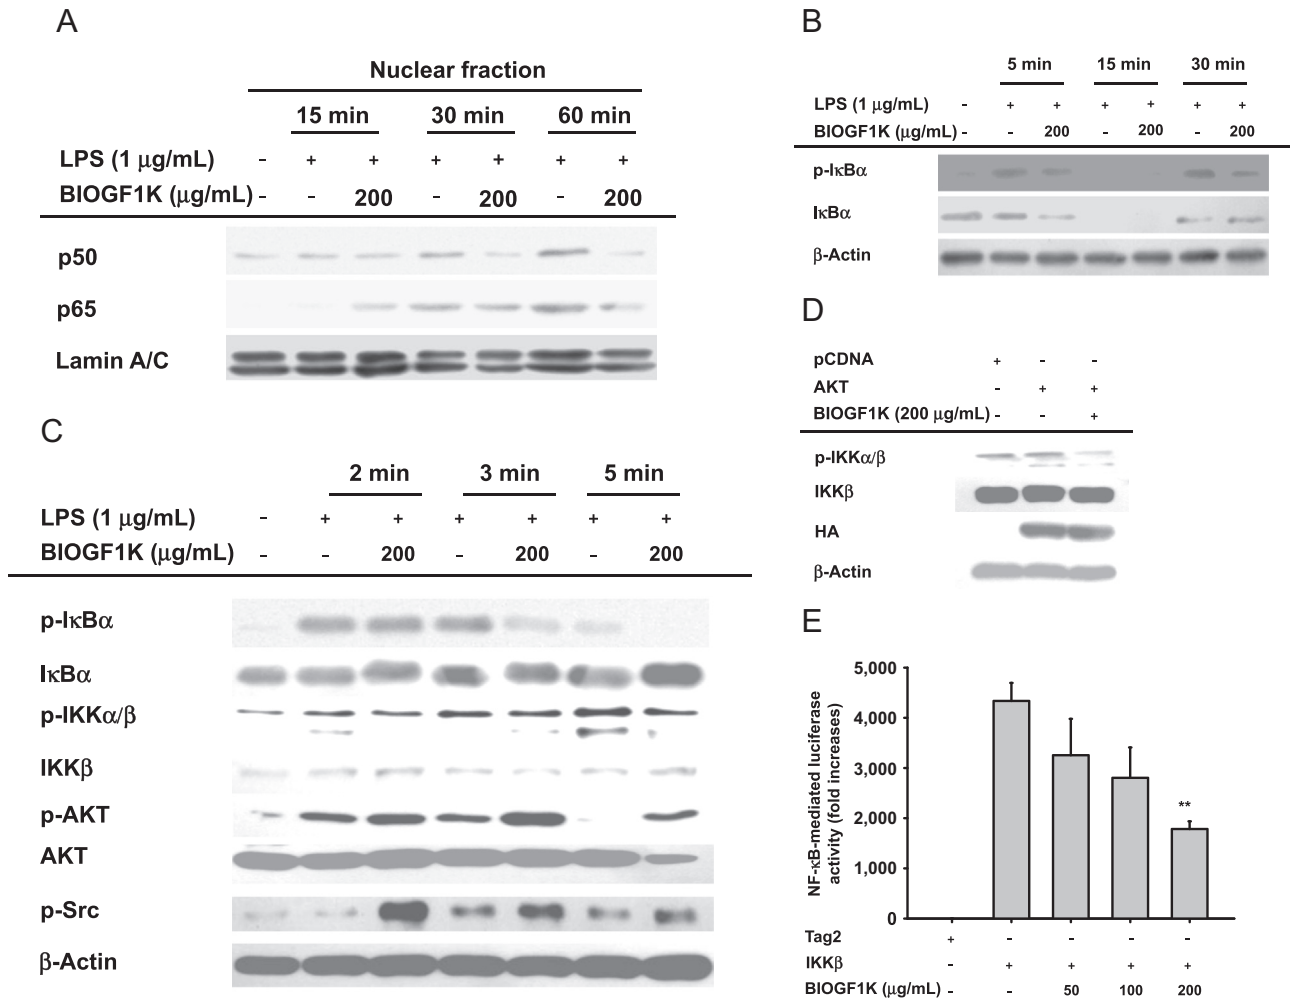 A
Nuclear fraction
15 min 30 min 60 min
LPS (1 μg/mL) - + + + + + +
BIOGF1K (μg/mL) - - 200 - 200 - 200
p50
p65
Lamin A/C
B
5 min 15 min 30 min
LPS (1 μg/mL) - + + + + + +
BIOGF1K (μg/mL) - - 200 - 200 - 200
p-IκBα
IκBα
β-Actin
C
2 min 3 min 5 min
LPS (1 μg/mL) - + + + + + +
BIOGF1K (μg/mL) - - 200 - 200 - 200
p-IκBα
IκBα
p-IKKα/β
IKKβ
p-AKT
AKT
p-Src
β-Actin
D
pCDNA + - -
AKT - + +
BIOGF1K (200 μg/mL) - - +
p-IKKα/β
IKKβ
HA
β-Actin
E
NF-κB-mediated luciferase
activity (fold increases)
5,000
4,000
3,000
2,000
1,000
0
**
Tag2 + - - - -
IKKβ - + + + +
BIOGF1K (μg/mL) - - 50 100 200